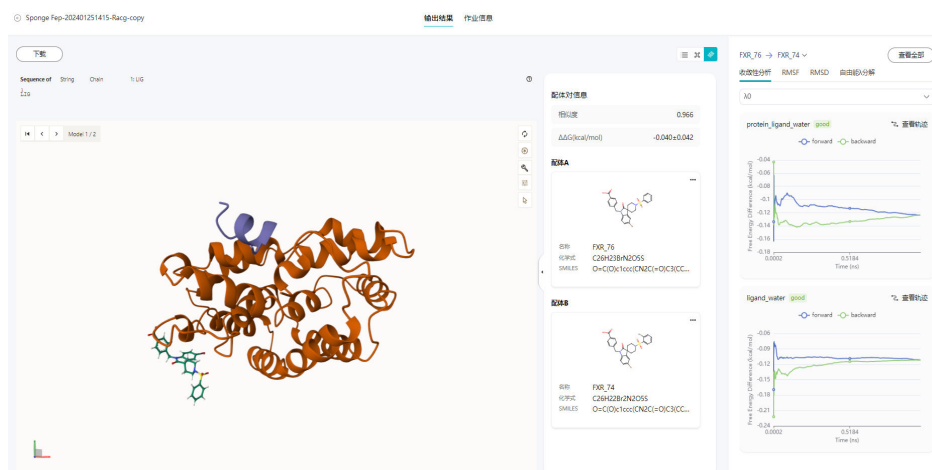 Sponge Fep-202401251415-Racg-copy
输出结果 作业信息
下载
Sequence of String Chain 1: LIG
1
LIG
Model 1 / 2
配体对信息
相似度 0.966
ΔΔG(kcal/mol) -0.040±0.042
配体A
名称 FXR_76
化学式 C26H23BrN2O5S
SMILES O=C(O)c1ccc(CN2C(=O)C3(CC...
配体B
名称 FXR_74
化学式 C26H22Br2N2O5S
SMILES O=C(O)c1ccc(CN2C(=O)C3(CC...
FXR_76 → FXR_74
查看全部
收敛性分析 RMSF RMSD 自由能λ分解
λ0
protein_ligand_water good 查看轨迹
forward backward
Free Energy Difference (kcal/mol)
-0.04
-0.06
-0.08
-0.1
-0.12
-0.14
-0.16
-0.18
0.0002 0.5184
Time (ns)
ligand_water good 查看轨迹
forward backward
Free Energy Difference (kcal/mol)
-0.06
-0.09
-0.12
-0.15
-0.18
-0.21
-0.24
0.0002 0.5184
Time (ns)